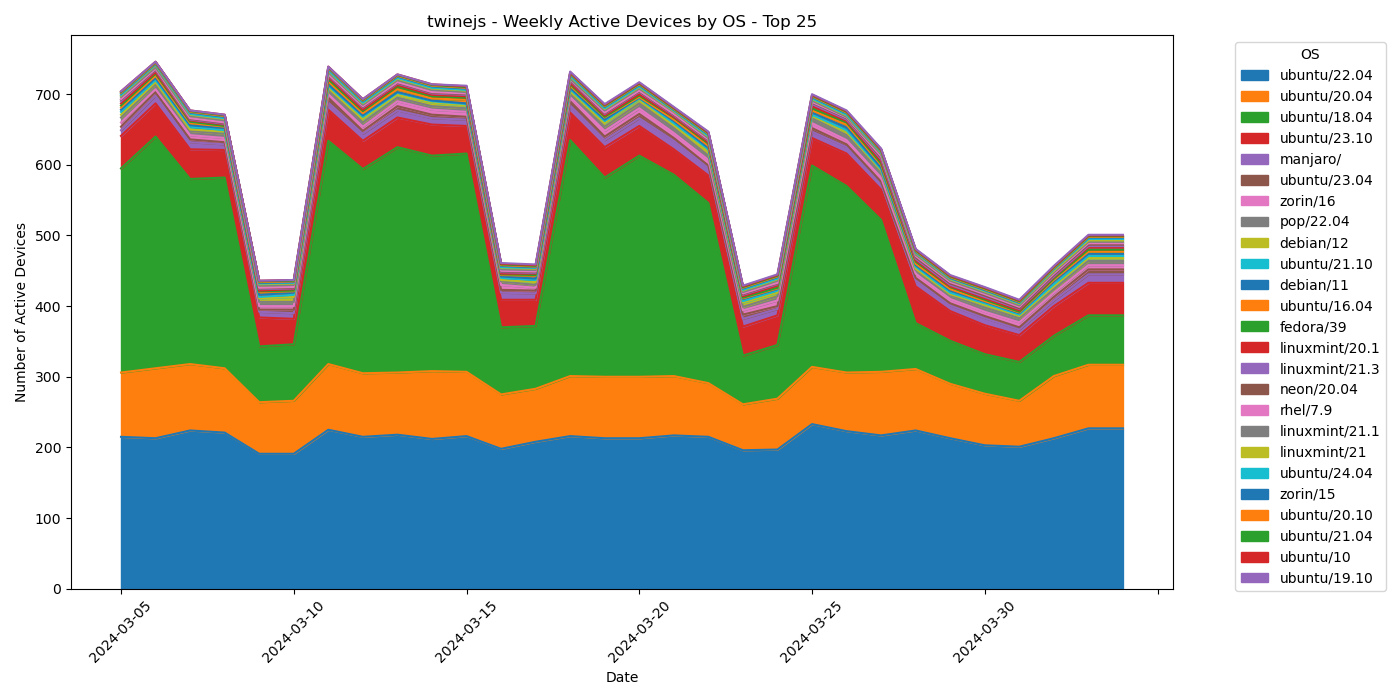 twinejs - Weekly Active Devices by OS - Top 25
Number of Active Devices
700
600
500
400
300
200
100
0
2024-03-05
2024-03-10
2024-03-15
2024-03-20
2024-03-25
2024-03-30
Date
OS
ubuntu/22.04
ubuntu/20.04
ubuntu/18.04
ubuntu/23.10
manjaro/
ubuntu/23.04
zorin/16
pop/22.04
debian/12
ubuntu/21.10
debian/11
ubuntu/16.04
fedora/39
linuxmint/20.1
linuxmint/21.3
neon/20.04
rhel/7.9
linuxmint/21.1
linuxmint/21
ubuntu/24.04
zorin/15
ubuntu/20.10
ubuntu/21.04
ubuntu/10
ubuntu/19.10